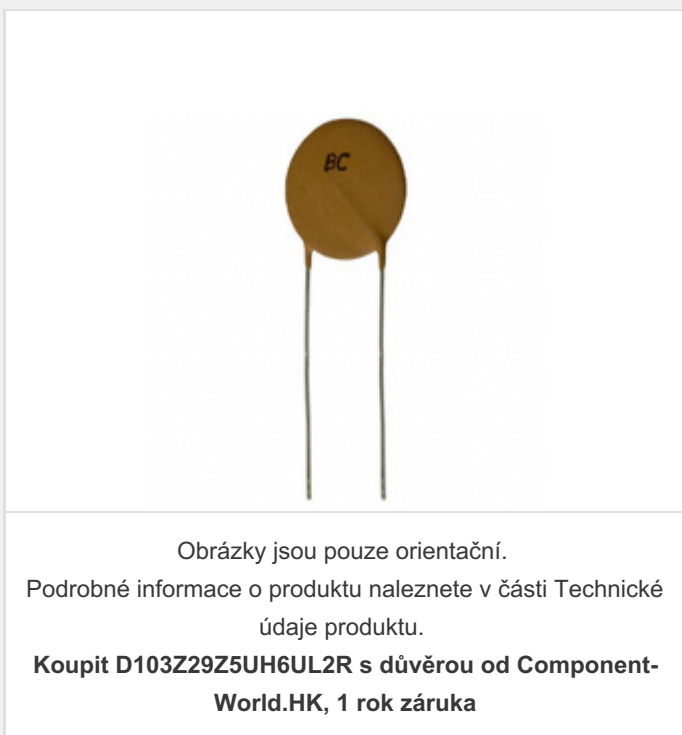 BC
Obrázky jsou pouze orientační.
Podrobné informace o produktu naleznete v části Technické
údaje produktu.
Koupit D103Z29Z5UH6UL2R s důvěrou od Component-
World.HK, 1 rok záruka